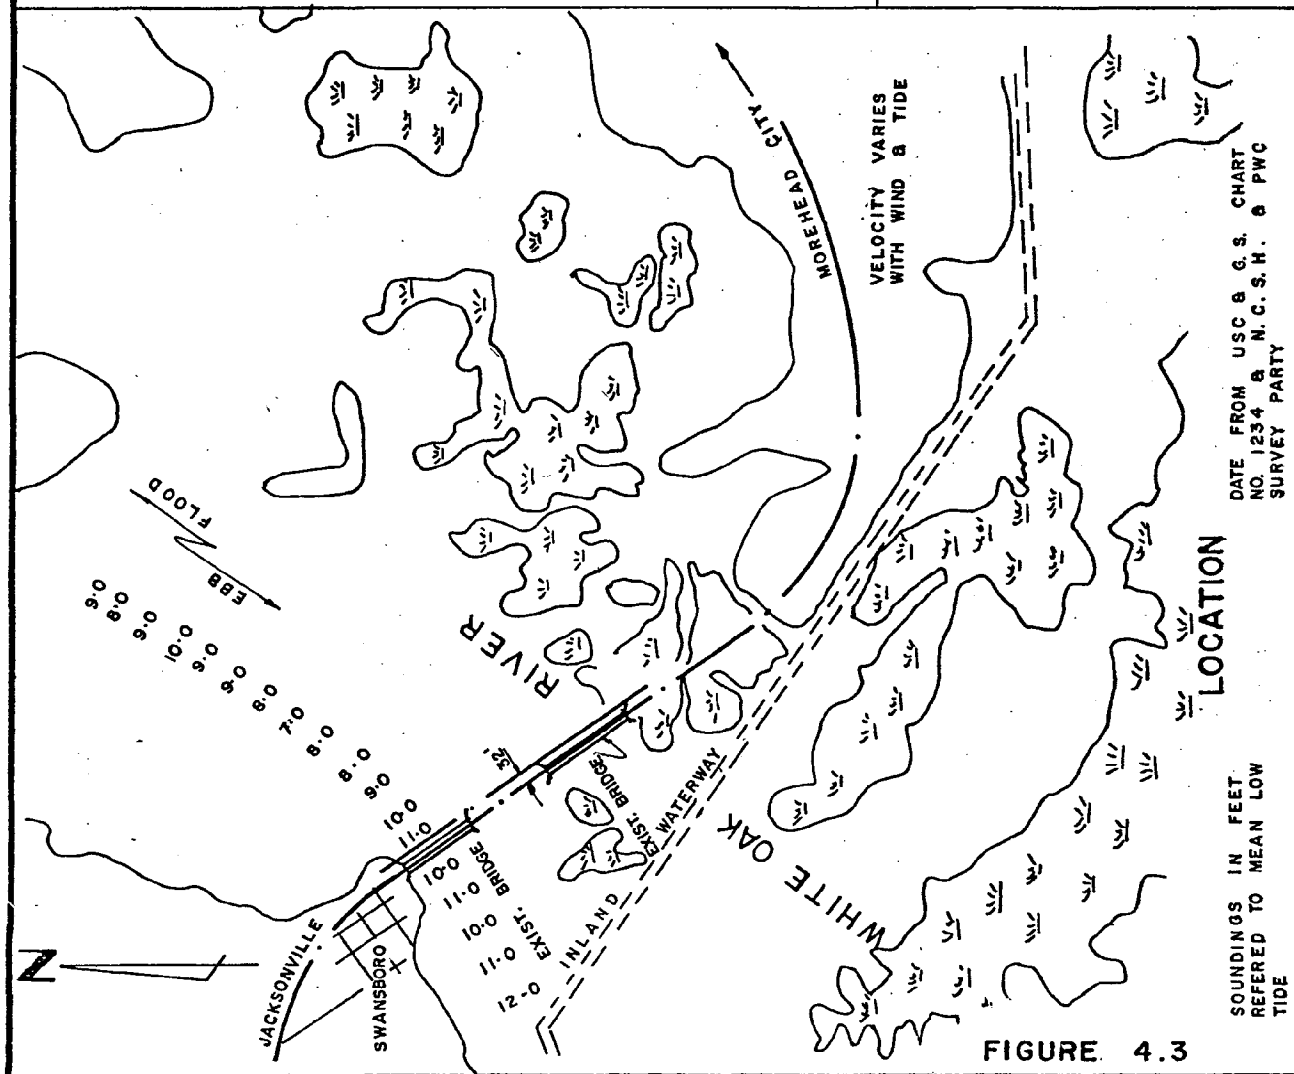 N
JACKSONVILLE
SWANSBORO
MOREHEAD CITY
VELOCITY VARIES
WITH WIND & TIDE
FLOOD
EBB
9·0
8·0
9·0
10·0
9·0
9·0
8·0
7·0
8·0
8·0
9·0
10·0
11·0
10·0
11·0
10·0
11·0
12·0
EXIST. BRIDGE
EXIST. BRIDGE
32'
INLAND WATERWAY
WHITE OAK RIVER
LOCATION
SOUNDINGS IN FEET
REFERED TO MEAN LOW
TIDE
DATE FROM USC & G.S. CHART
NO. 1234 & N.C.S.H. & PWC
SURVEY PARTY
FIGURE 4.3